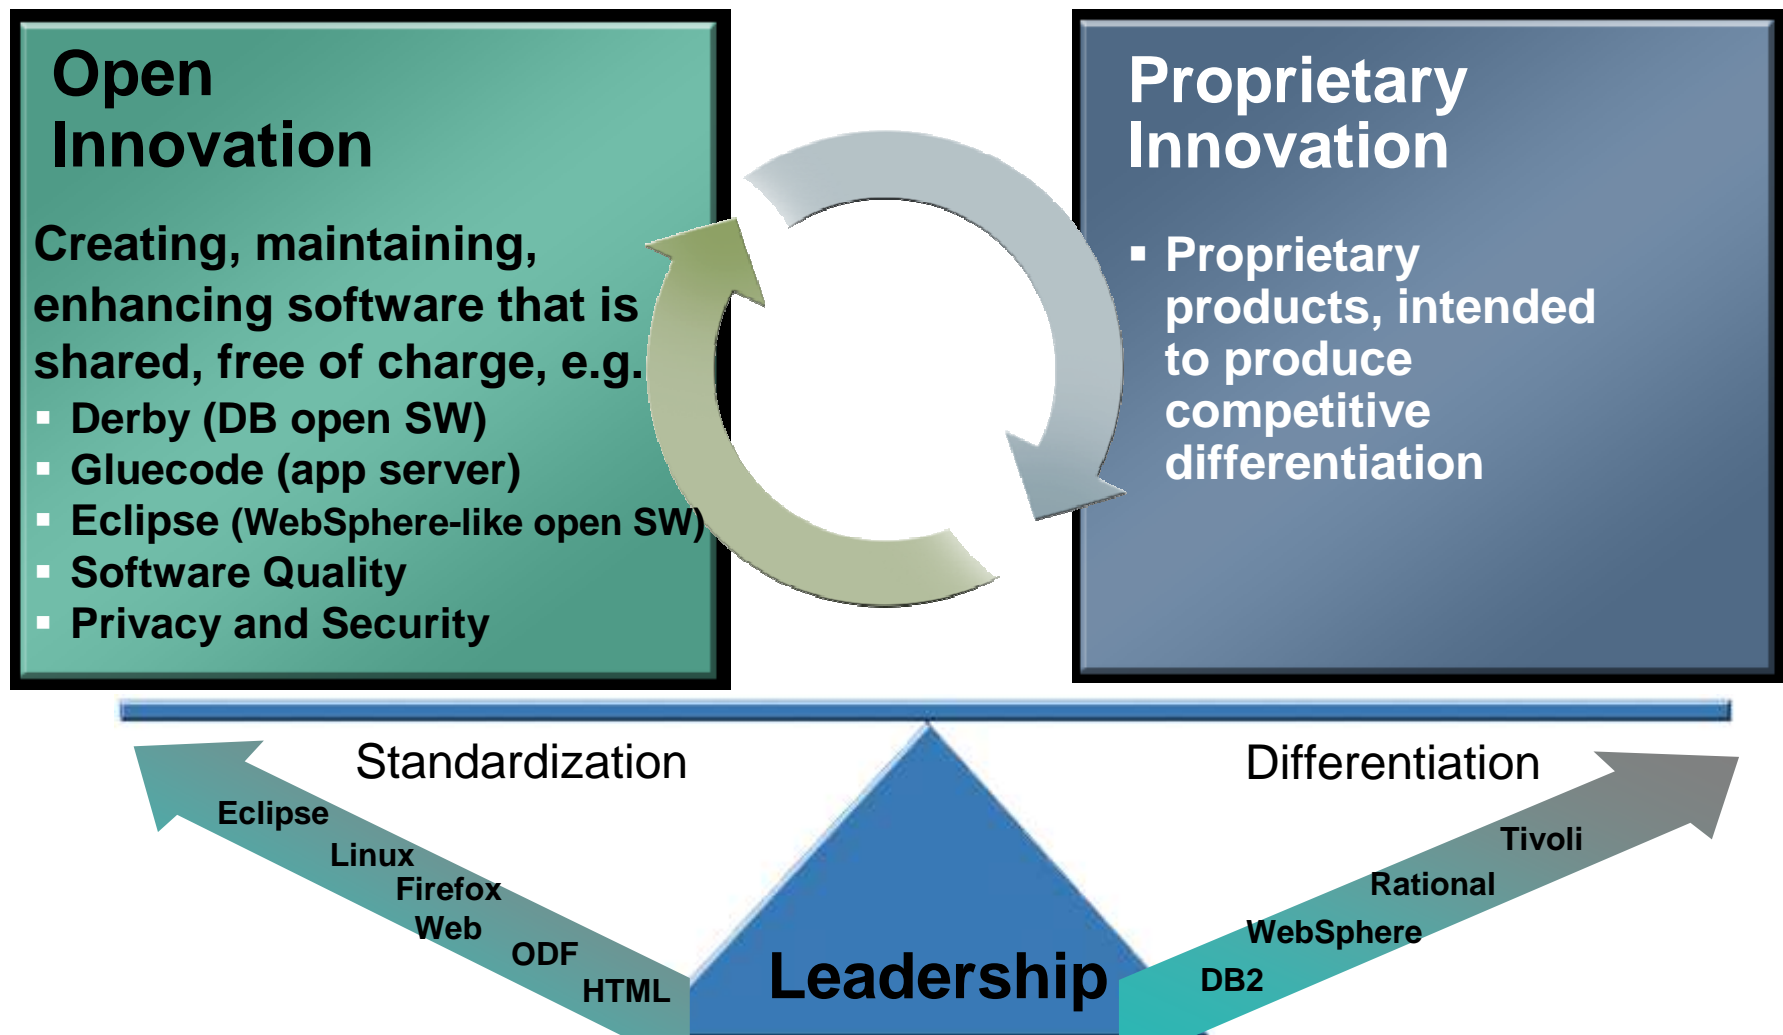 Open
Innovation
Creating, maintaining,
enhancing software that is
shared, free of charge, e.g.
▪ Derby (DB open SW)
▪ Gluecode (app server)
▪ Eclipse (WebSphere-like open SW)
▪ Software Quality
▪ Privacy and Security
Proprietary
Innovation
▪ Proprietary
products, intended
to produce
competitive
differentiation
Standardization
Differentiation
Eclipse
Linux
Firefox
Web
ODF
HTML
Leadership
Tivoli
Rational
WebSphere
DB2